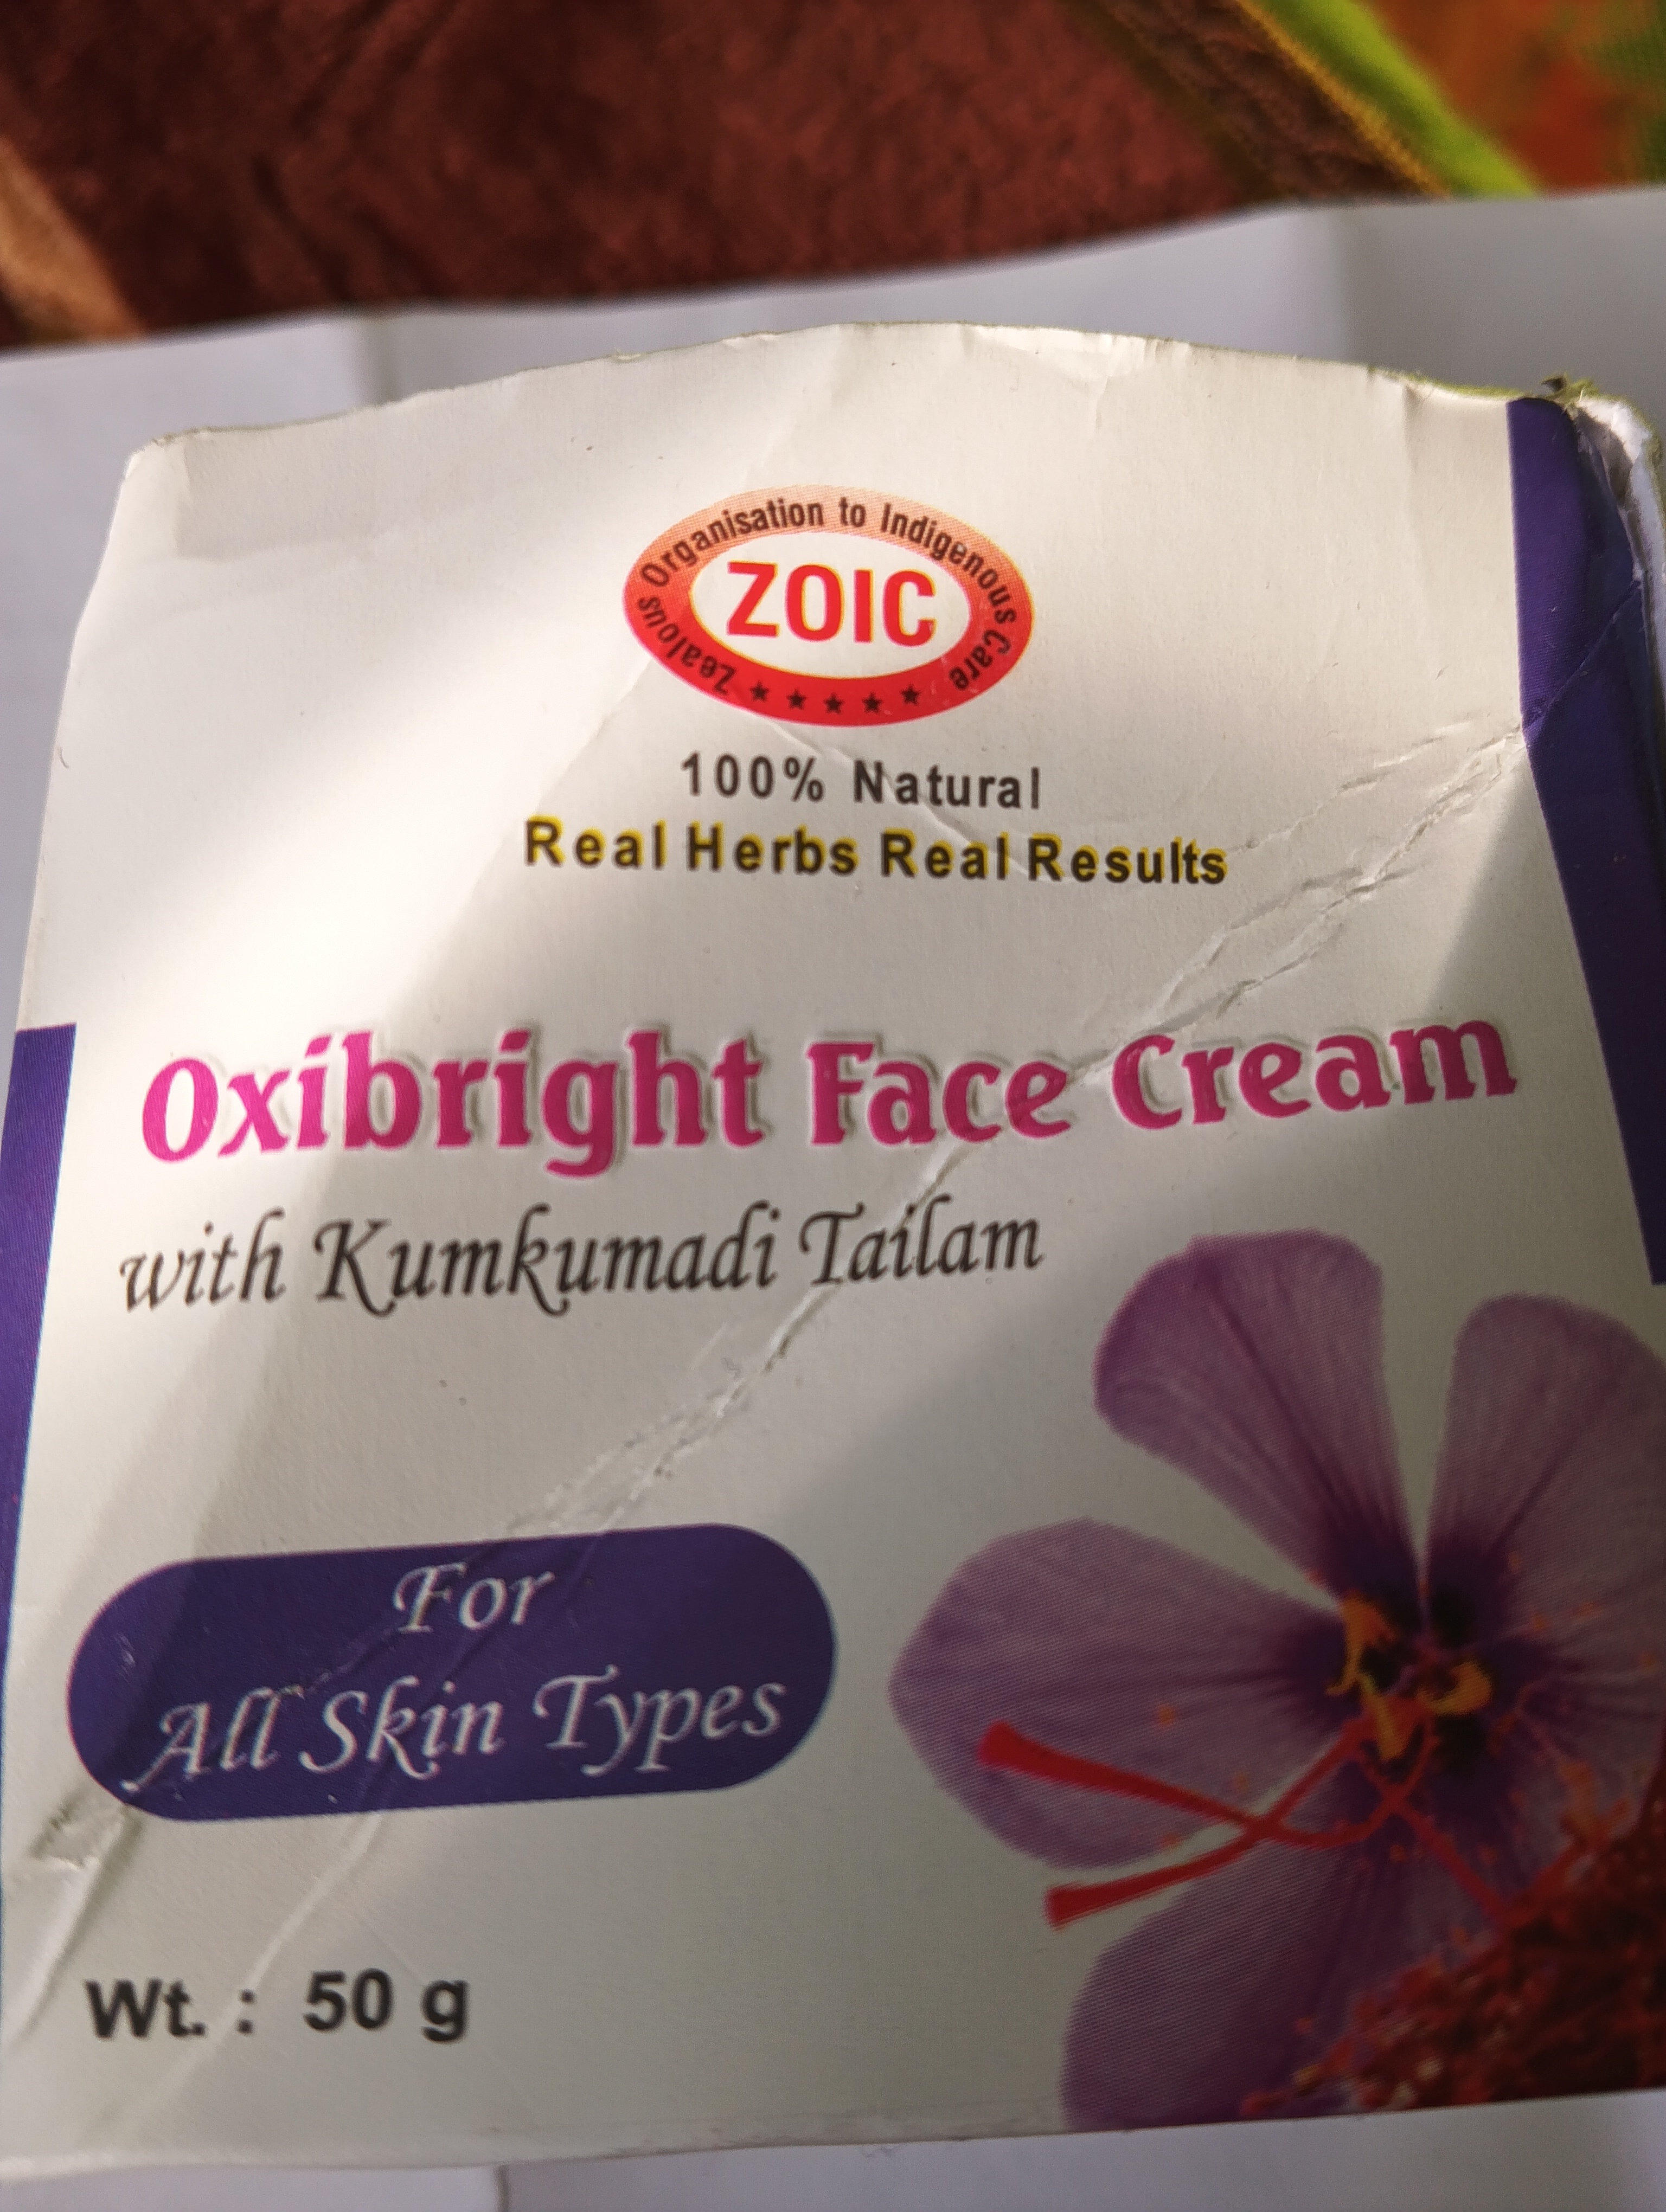 Zealous Organisation to Indigenous Care
ZOIC
100% Natural
Real Herbs Real Results
Oxibright Face Cream
with Kumkumadi Tailam
For
All Skin Types
Wt. : 50 g